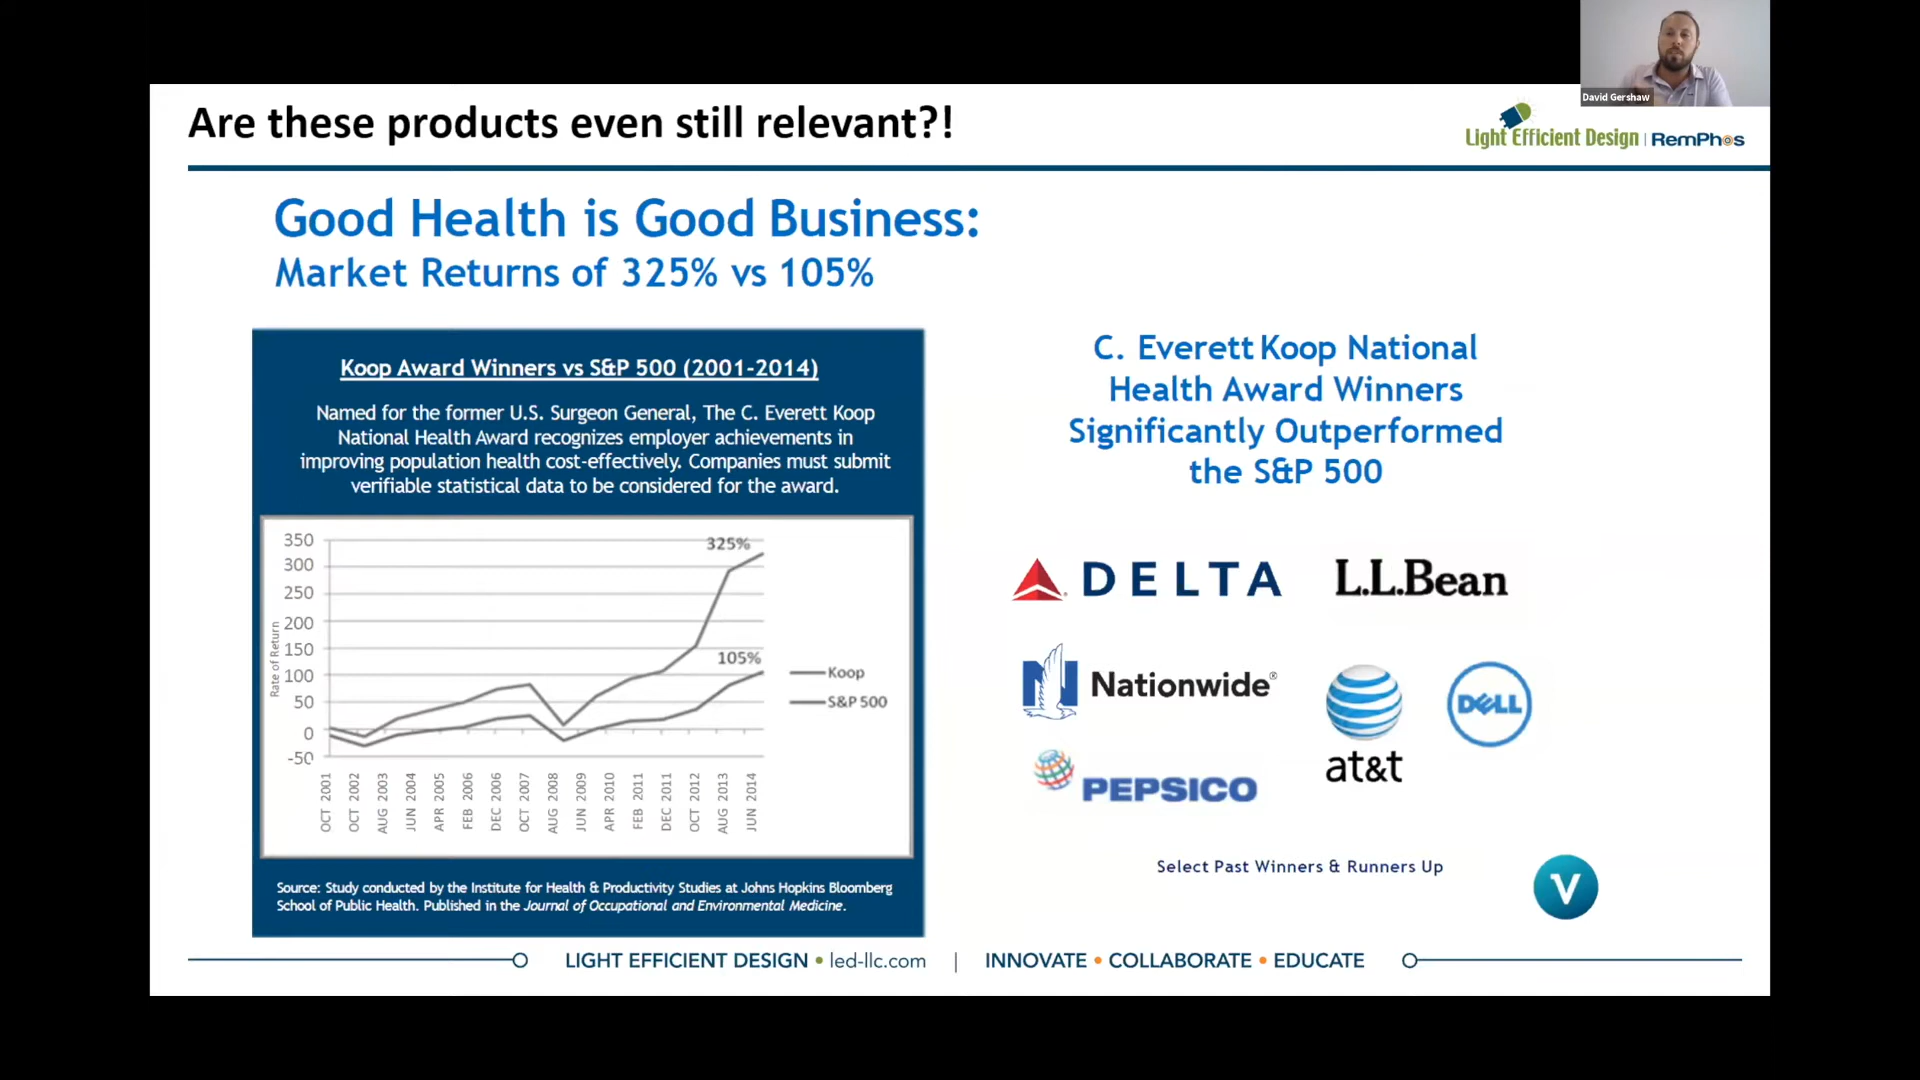 David Gershaw
Are these products even still relevant?!
Light Efficient Design | RemPhos
Good Health is Good Business:
Market Returns of 325% vs 105%
Koop Award Winners vs S&P 500 (2001-2014)
Named for the former U.S. Surgeon General, The C. Everett Koop
National Health Award recognizes employer achievements in
improving population health cost-effectively. Companies must submit
verifiable statistical data to be considered for the award.
350
300
250
200
150
100
50
0
-50
Rate of Return
325%
105%
Koop
S&P 500
OCT 2001
OCT 2002
AUG 2003
JUN 2004
APR 2005
FEB 2006
DEC 2006
OCT 2007
AUG 2008
JUN 2009
APR 2010
FEB 2011
DEC 2011
OCT 2012
AUG 2013
JUN 2014
Source: Study conducted by the Institute for Health & Productivity Studies at Johns Hopkins Bloomberg
School of Public Health. Published in the Journal of Occupational and Environmental Medicine.
C. Everett Koop National
Health Award Winners
Significantly Outperformed
the S&P 500
DELTA
L.L.Bean
N Nationwide®
at&t
DELL
PEPSICO
Select Past Winners & Runners Up
V
LIGHT EFFICIENT DESIGN • led-llc.com | INNOVATE • COLLABORATE • EDUCATE